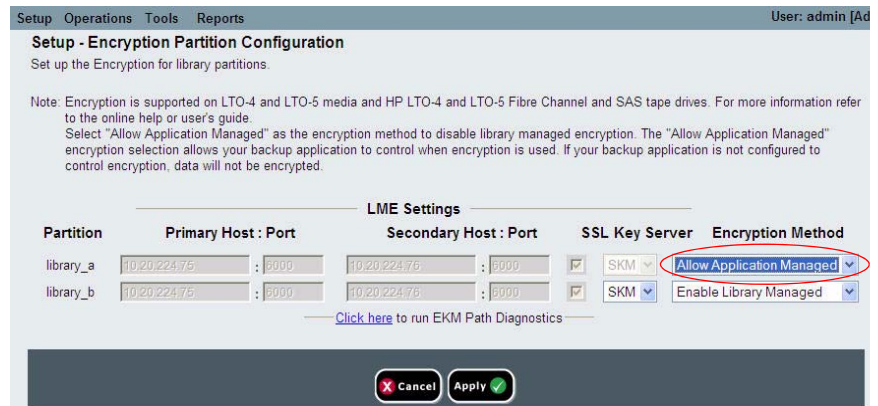 Setup Operations Tools Reports User: admin [Ad
Setup - Encryption Partition Configuration
Set up the Encryption for library partitions.
Note: Encryption is supported on LTO-4 and LTO-5 media and HP LTO-4 and LTO-5 Fibre Channel and SAS tape drives. For more information refer
to the online help or user's guide.
Select "Allow Application Managed" as the encryption method to disable library managed encryption. The "Allow Application Managed"
encryption selection allows your backup application to control when encryption is used. If your backup application is not configured to
control encryption, data will not be encrypted.
LME Settings
Partition Primary Host : Port Secondary Host : Port SSL Key Server Encryption Method
library_a 10.20.224.75 : 6000 10.20.224.76 : 6000 SKM Allow Application Managed
library_b 10.20.224.75 : 6000 10.20.224.76 : 6000 SKM Enable Library Managed
Click here to run EKM Path Diagnostics
Cancel Apply